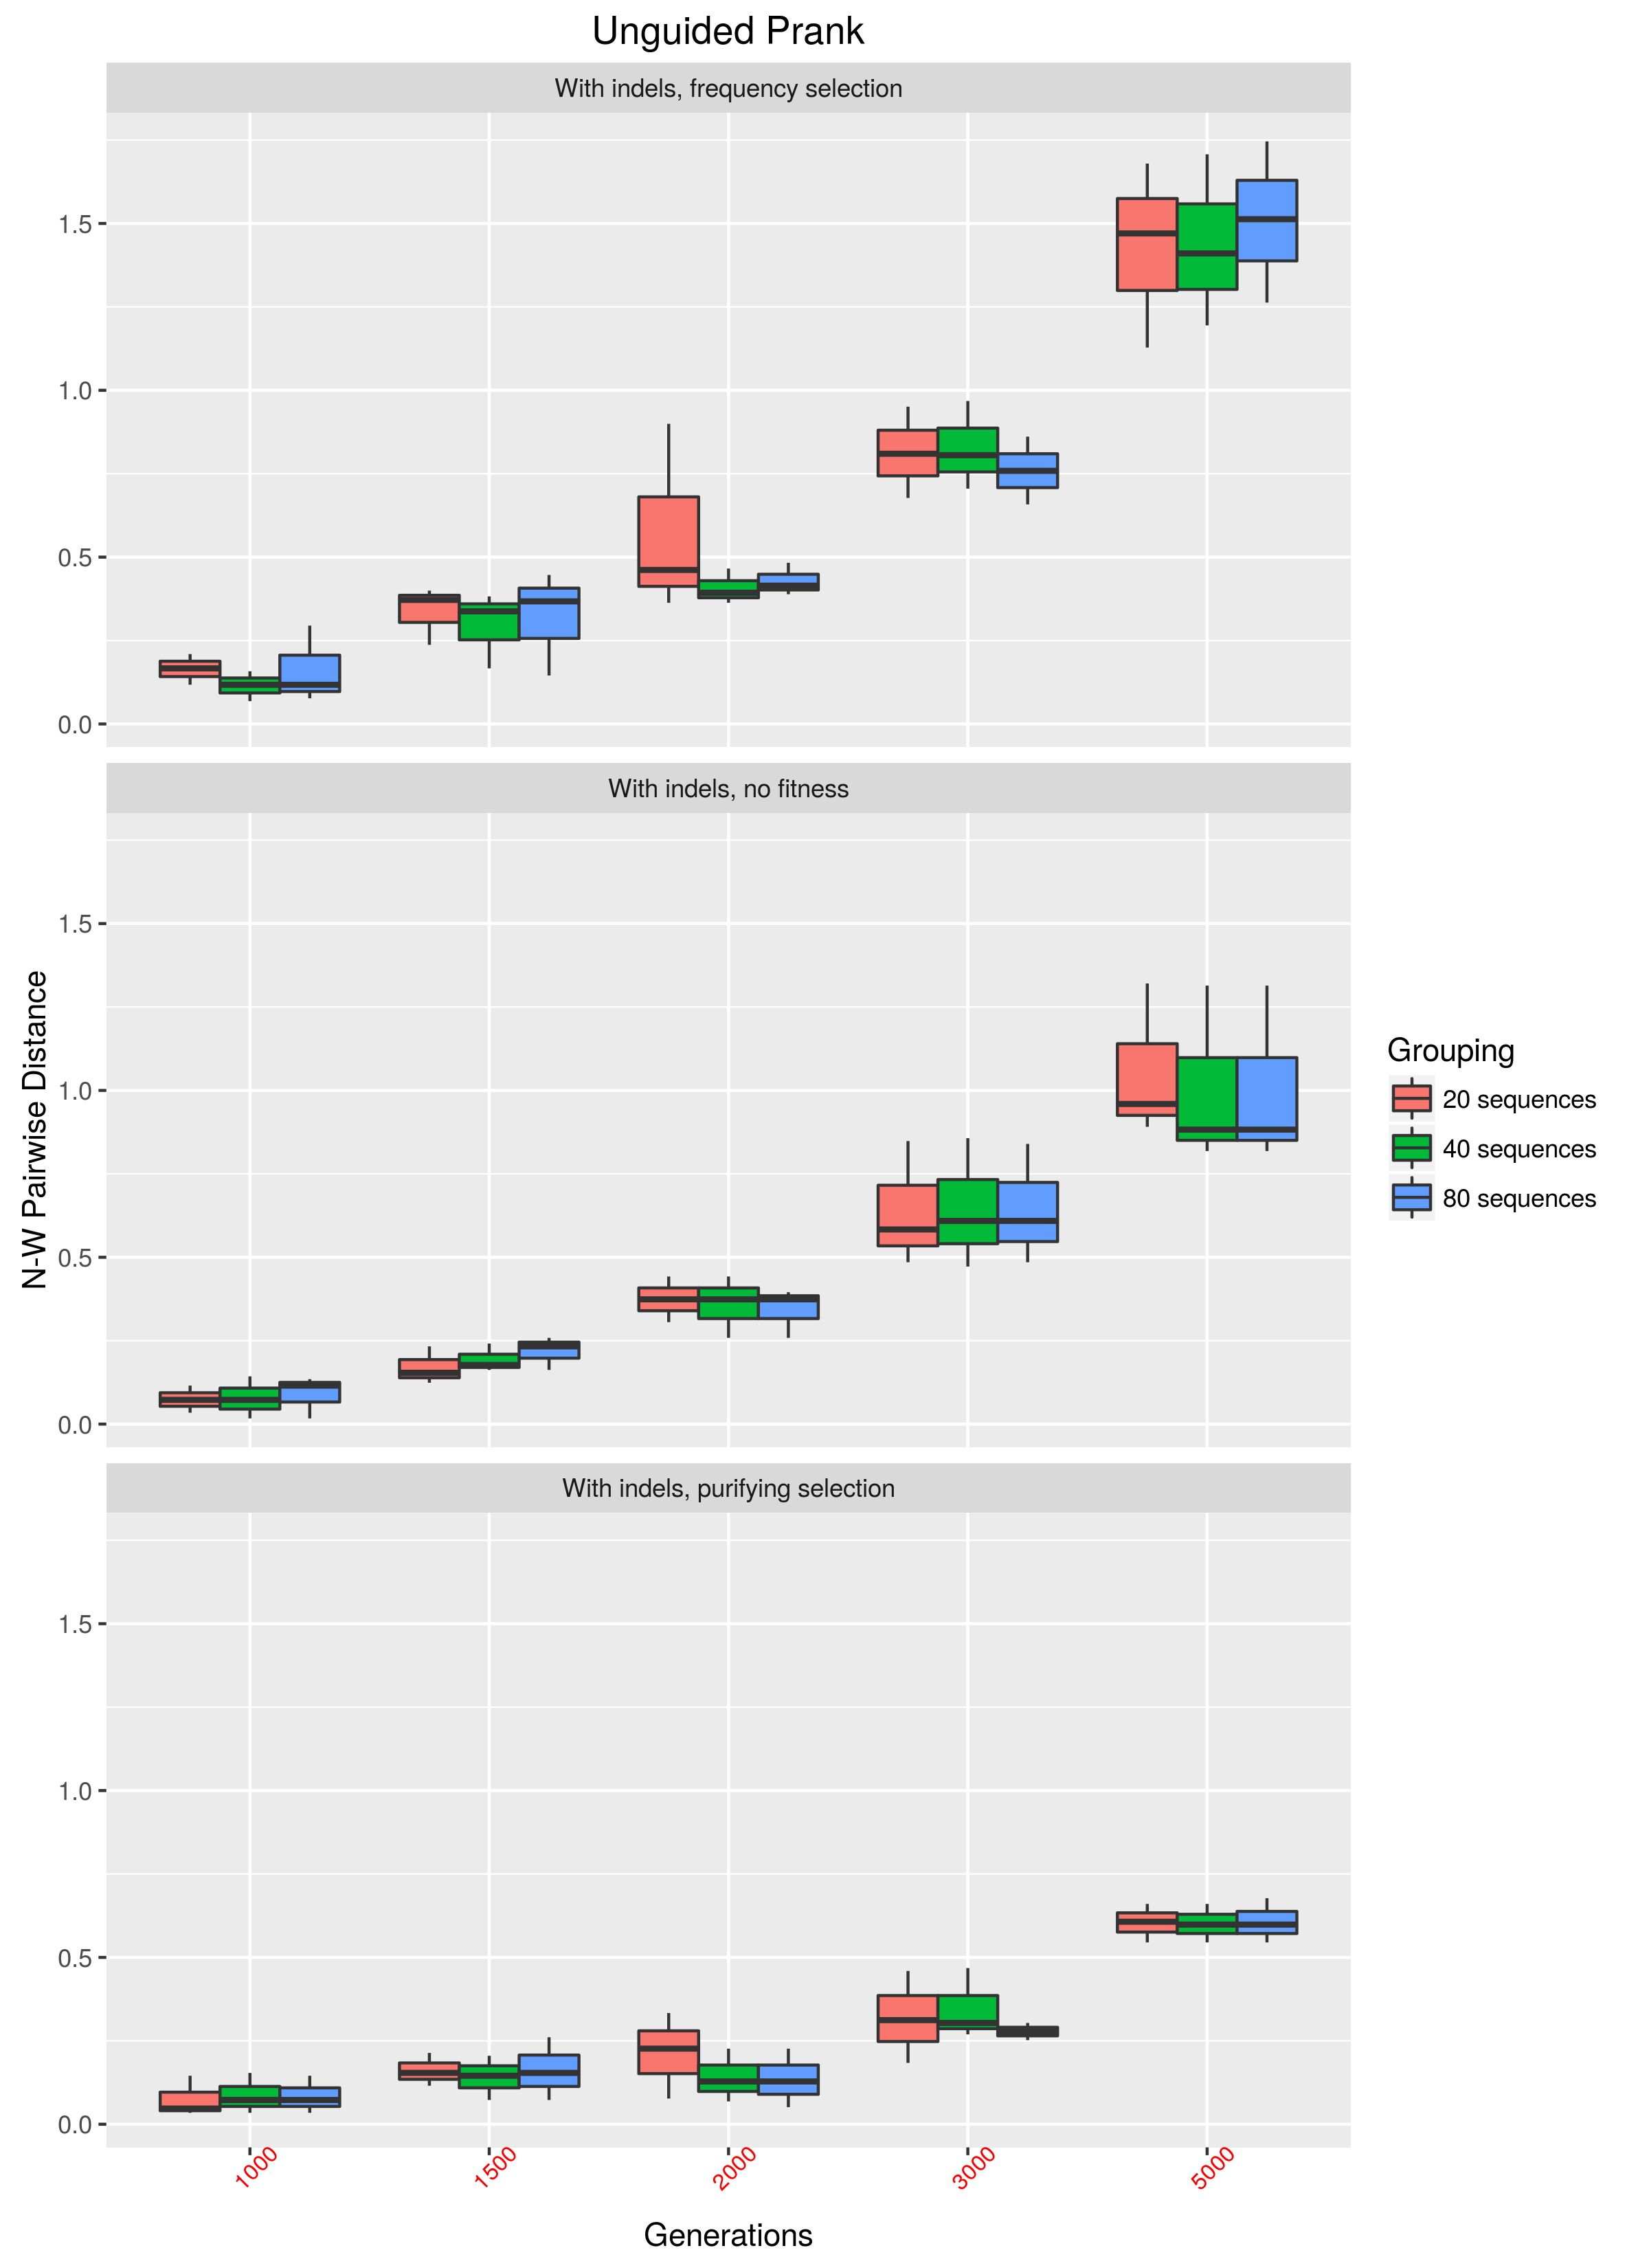 Unguided Prank
With indels, frequency selection
1.5
1.0
0.5
0.0
With indels, no fitness
1.5
1.0
0.5
0.0
With indels, purifying selection
1.5
1.0
0.5
0.0
N-W Pairwise Distance
1000
1500
2000
3000
5000
Generations
Grouping
20 sequences
40 sequences
80 sequences